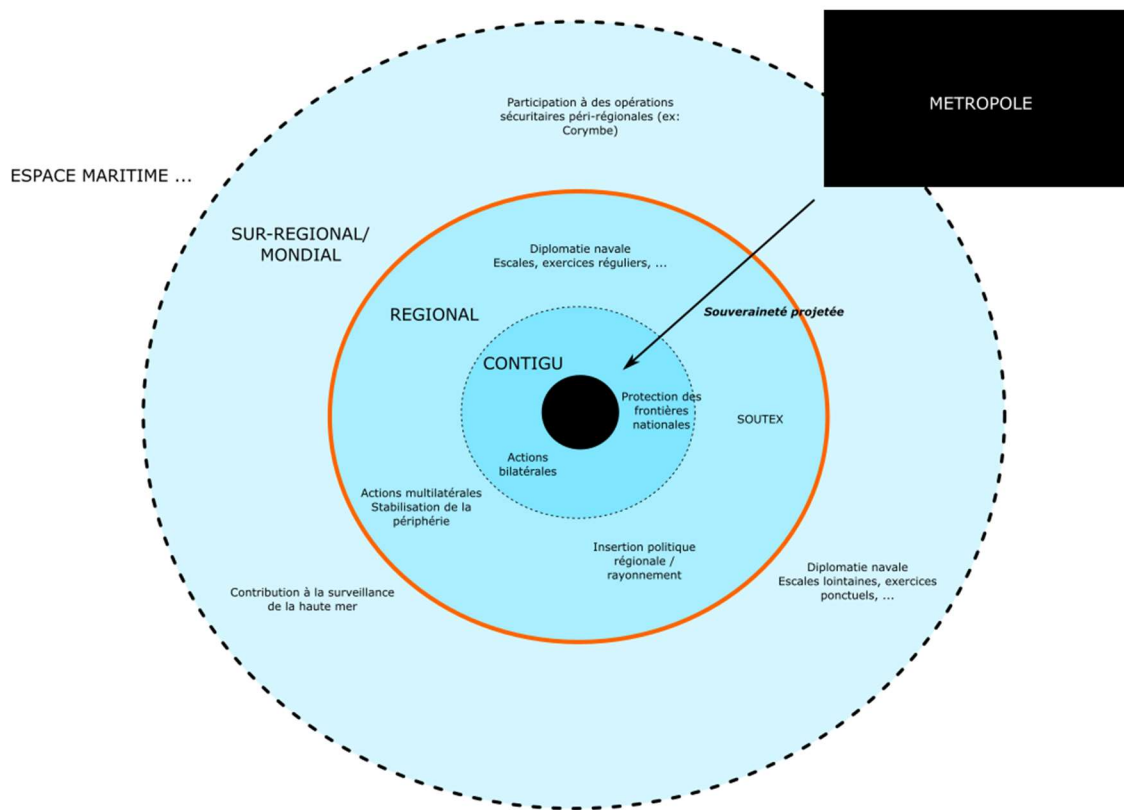 METROPOLE
Participation à des opérations
sécuritaires péri-régionales (ex:
Corymbe)
ESPACE MARITIME ...
SUR-REGIONAL/
MONDIAL
Diplomatie navale
Escales, exercices réguliers, ...
REGIONAL
Souveraineté projetée
CONTIGU
Protection des
frontières
nationales
SOUTEX
Actions
bilatérales
Actions multilatérales
Stabilisation de la
périphérie
Insertion politique
régionale /
rayonnement
Contribution à la surveillance
de la haute mer
Diplomatie navale
Escales lointaines, exercices
ponctuels, ...